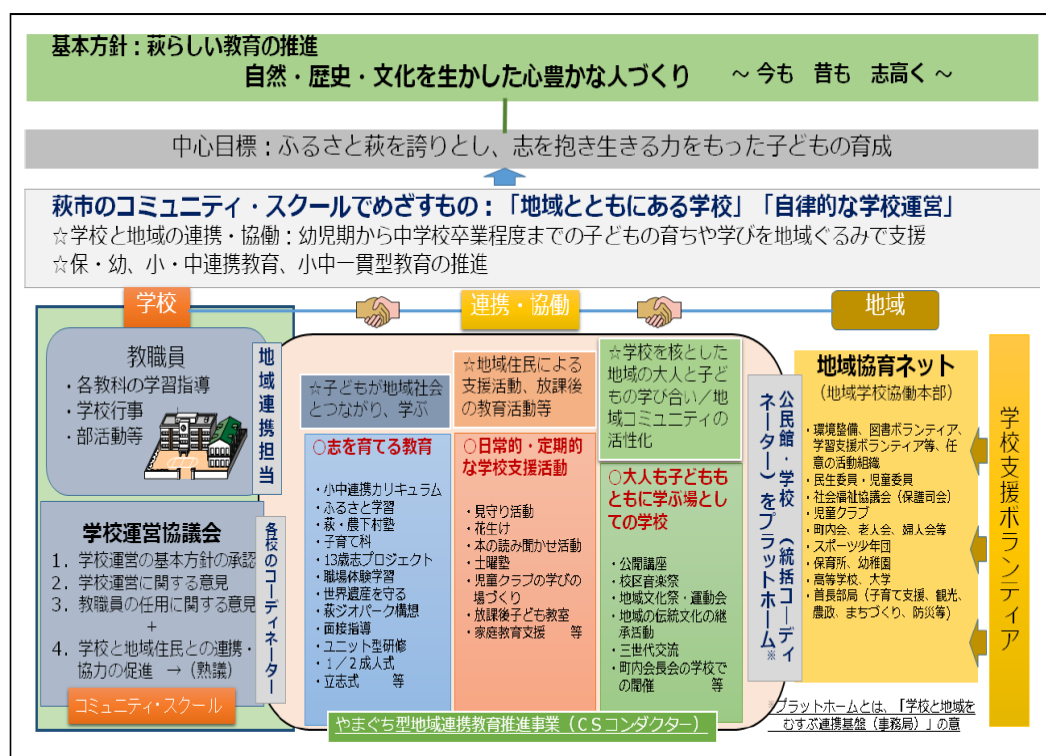 基本方針：萩らしい教育の推進
自然・歴史・文化を生かした心豊かな人づくり　～ 今も　昔も　志高く ～
中心目標：ふるさと萩を誇りとし、志を抱き生きる力をもった子どもの育成
萩市のコミュニティ・スクールでめざすもの：「地域とともにある学校」「自律的な学校運営」
☆学校と地域の連携・協働：幼児期から中学校卒業程度までの子どもの育ちや学びを地域ぐるみで支援
☆保・幼、小・中連携教育、小中一貫型教育の推進
学校
連携・協働
地域
教職員
・各教科の学習指導
・学校行事
・部活動等
地域連携担当
学校運営協議会
1．学校運営の基本方針の承認
2．学校運営に関する意見
3．教職員の任用に関する意見
＋
4．学校と地域住民との連携・
協力の促進　→（熟議）
コミュニティ・スクール
各校のコーディネーター
☆子どもが地域社会
とつながり、学ぶ
○志を育てる教育
・小中連携カリキュラム
・ふるさと学習
・萩・農下村塾
・子育て科
・13歳志プロジェクト
・職場体験学習
・世界遺産を守る
・萩ジオパーク構想
・面接指導
・ユニット型研修
・１／２成人式
・立志式　　等
☆地域住民による
支援活動、放課後
の教育活動等
○日常的・定期的
な学校支援活動
・見守り活動
・花生け
・本の読み聞かせ活動
・土曜塾
・児童クラブの学びの
場づくり
・放課後子ども教室
・家庭教育支援　等
☆学校を核とした
地域の大人と子ど
もの学び合い／地
域コミュニティの
活性化
○大人も子どもも
ともに学ぶ場とし
ての学校
・公開講座
・校区音楽祭
・地域文化祭・運動会
・地域の伝統文化の継
承活動
・三世代交流
・町内会長会の学校で
の開催　　等
公民館・学校　（統括コーディ
ネーター）をプラットホーム※
地域協育ネット
（地域学校協働本部）
・環境整備、図書ボランティア、
学習支援ボランティア等、任
意の活動組織
・民生委員・児童委員
・社会福祉協議会（保護司会）
・児童クラブ
・町内会、老人会、婦人会等
・スポーツ少年団
・保育所、幼稚園
・高等学校、大学
・首長部局（子育て支援、観光、
農政、まちづくり、防災等）
学校支援ボランティア
やまぐち型地域連携教育推進事業（ＣＳコンダクター）
※プラットホームとは、「学校と地域を
むすぶ連携基盤（事務局）」の意